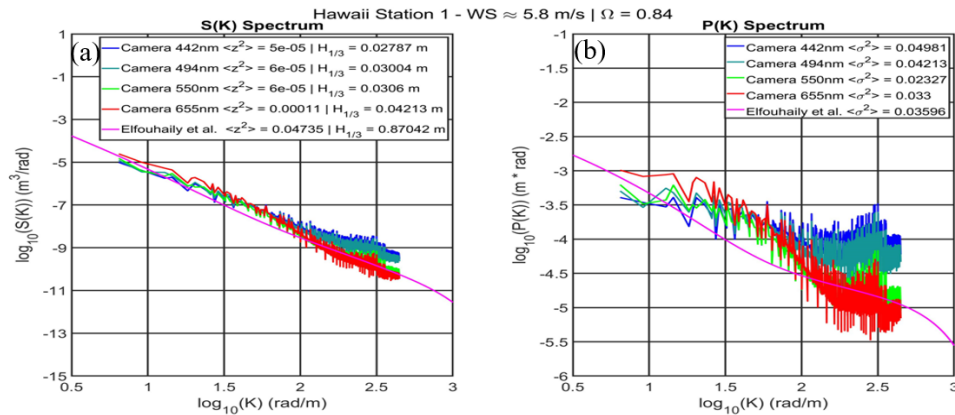 Hawaii Station 1 - WS ≈ 5.8 m/s | Ω = 0.84
S(K) Spectrum
(a)
Camera 442nm <z²> = 5e-05 | H1/3 = 0.02787 m
Camera 494nm <z²> = 6e-05 | H1/3 = 0.03004 m
Camera 550nm <z²> = 6e-05 | H1/3 = 0.0306 m
Camera 655nm <z²> = 0.00011 | H1/3 = 0.04213 m
Elfouhaily et al. <z²> = 0.04735 | H1/3 = 0.87042 m
log10(S(K)) (m³/rad)
1
-1
-3
-5
-7
-9
-11
-13
-15
0.5 1 1.5 2 2.5 3
log10(K) (rad/m)
P(K) Spectrum
(b)
Camera 442nm <σ²> = 0.04981
Camera 494nm <σ²> = 0.04213
Camera 550nm <σ²> = 0.02327
Camera 655nm <σ²> = 0.033
Elfouhaily et al. <σ²> = 0.03596
log10(P(K)) (m * rad)
-1
-1.5
-2
-2.5
-3
-3.5
-4
-4.5
-5
-5.5
-6
0.5 1 1.5 2 2.5 3
log10(K) (rad/m)